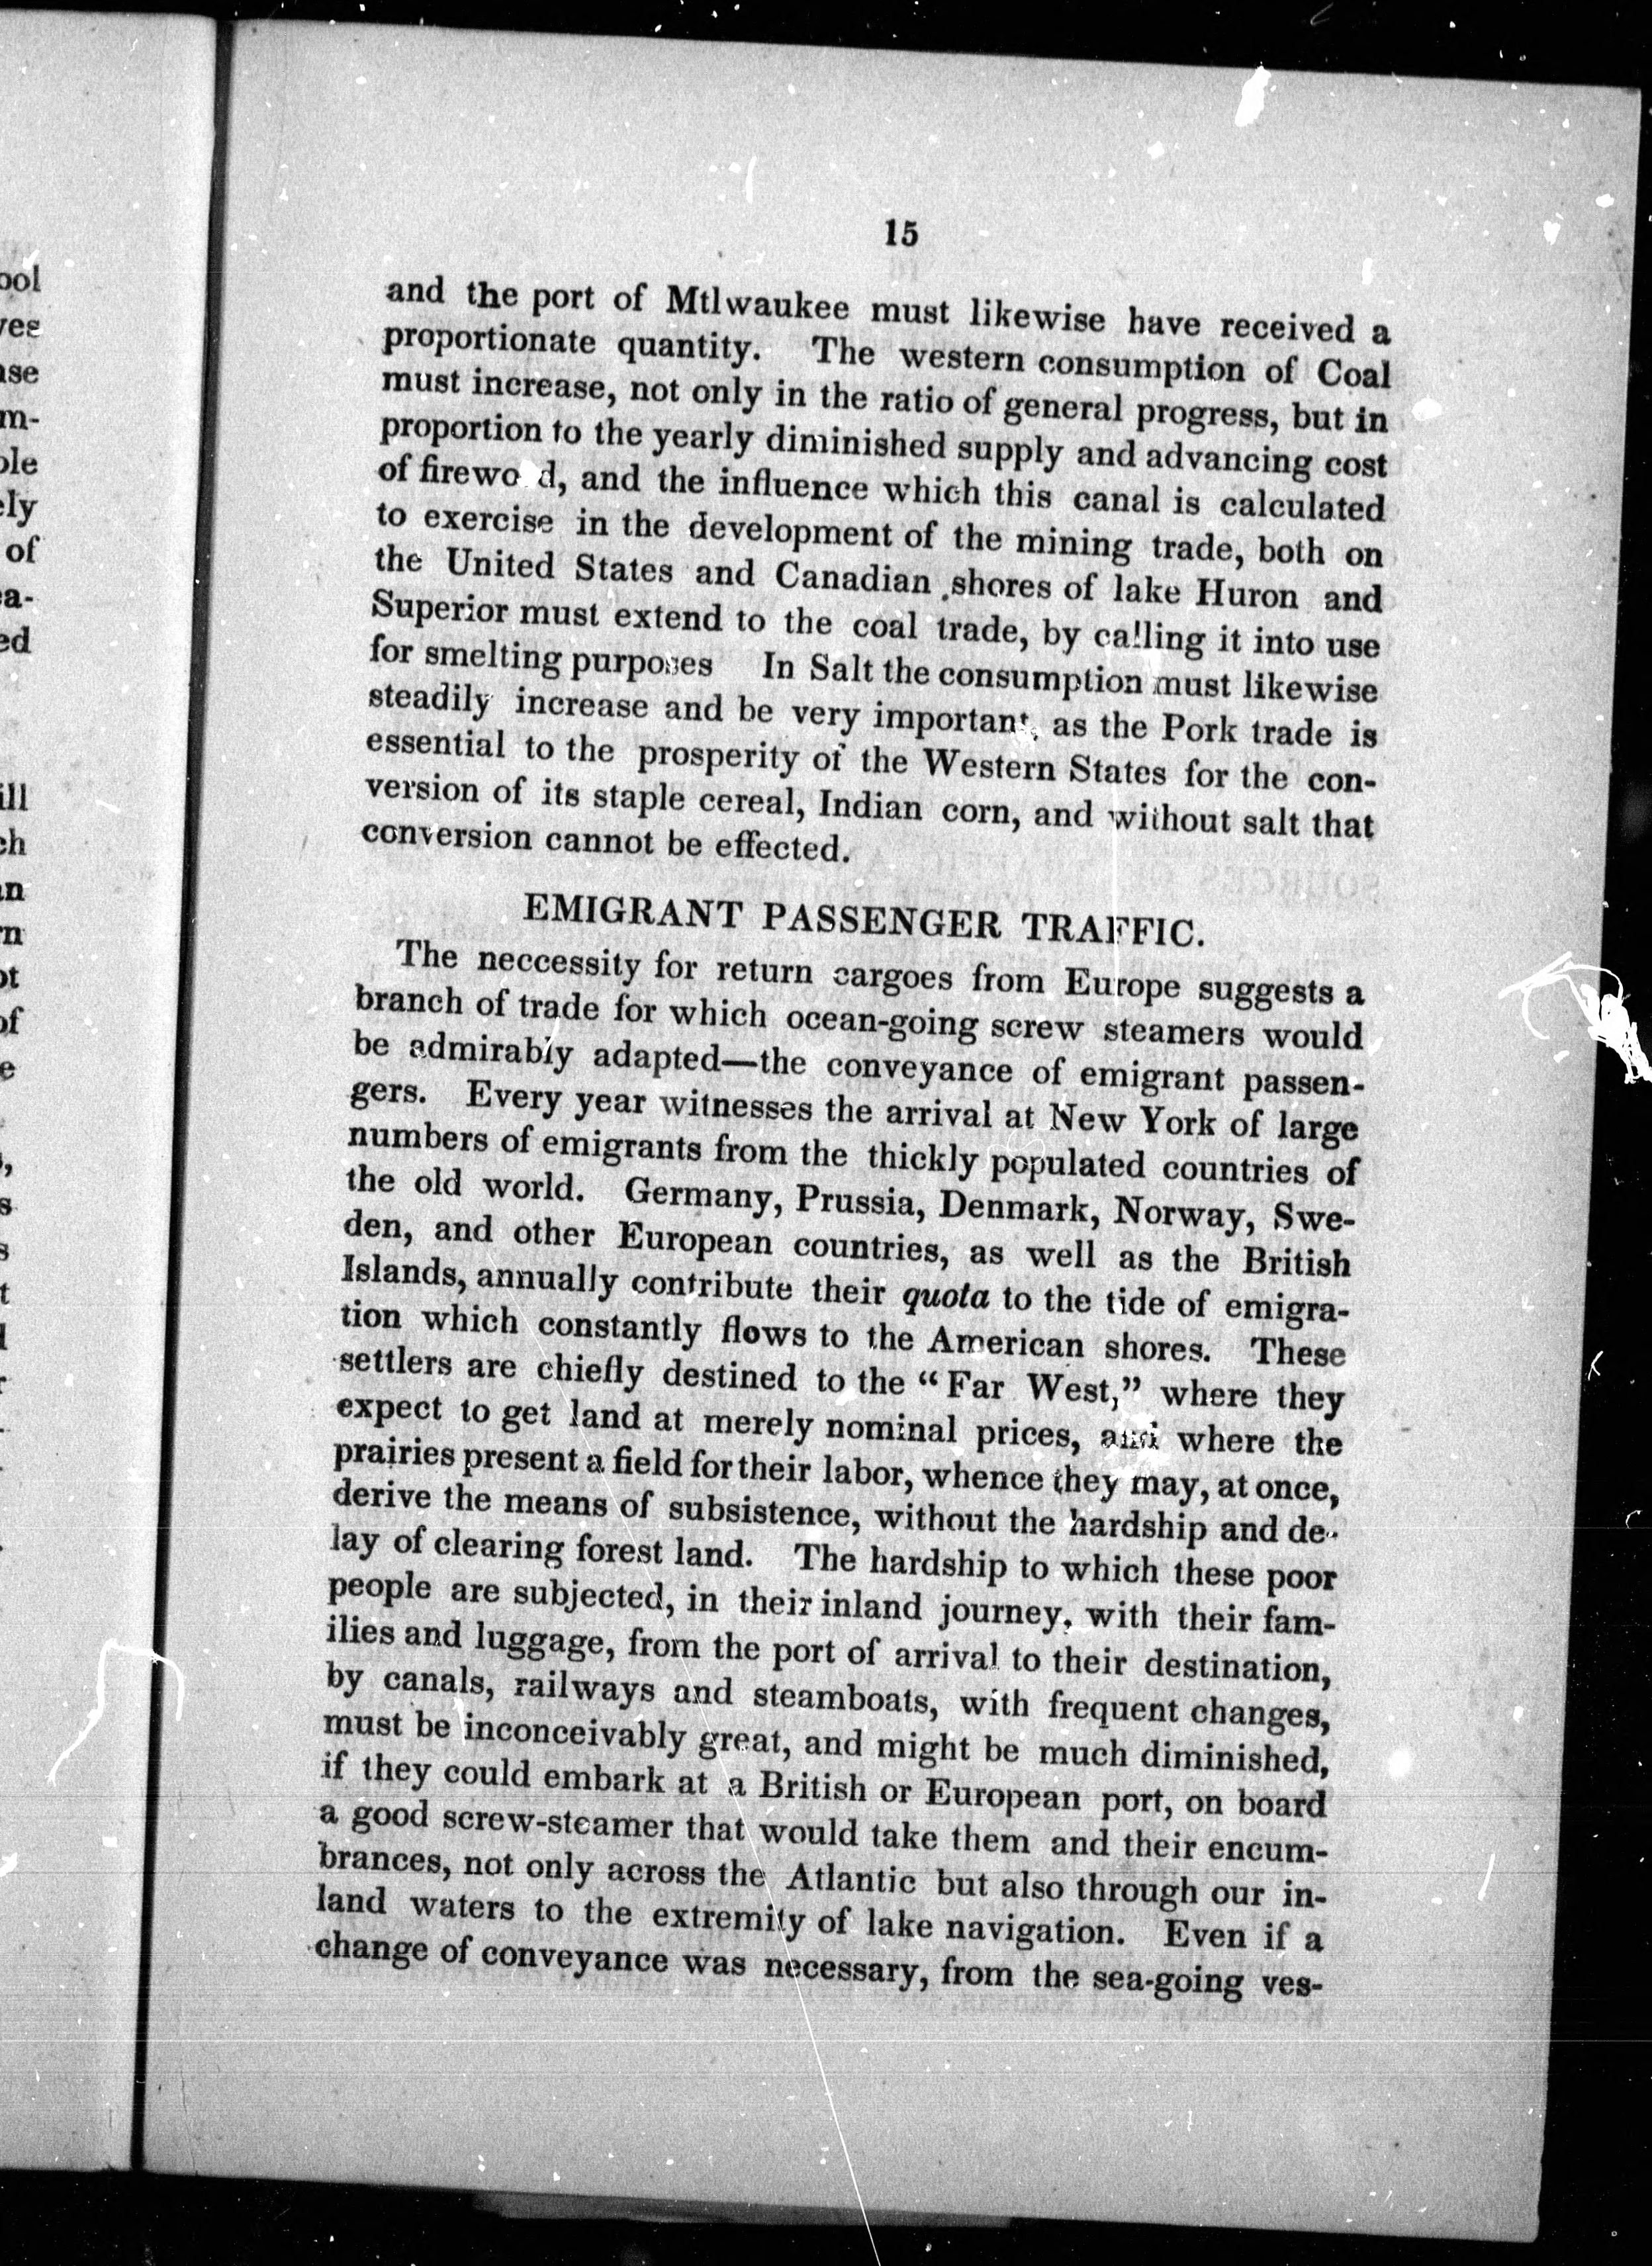 15
and the port of Mtlwaukee must likewise have received a
proportionate quantity. The western consumption of Coal
must increase, not only in the ratio of general progress, but in
proportion to the yearly diminished supply and advancing cost
of firewo d, and the influence which this canal is calculated
to exercise in the development of the mining trade, both on
the United States and Canadian shores of lake Huron and
Superior must extend to the coal trade, by calling it into use
for smelting purposes In Salt the consumption must likewise
steadily increase and be very important, as the Pork trade is
essential to the prosperity of the Western States for the con-
version of its staple cereal, Indian corn, and without salt that
conversion cannot be effected.
EMIGRANT PASSENGER TRAFFIC.
The neccessity for return cargoes from Europe suggests a
branch of trade for which ocean-going screw steamers would
be admirably adapted—the conveyance of emigrant passen-
gers. Every year witnesses the arrival at New York of large
numbers of emigrants from the thickly populated countries of
the old world. Germany, Prussia, Denmark, Norway, Swe-
den, and other European countries, as well as the British
Islands, annually contribute their quota to the tide of emigra-
tion which constantly flows to the American shores. These
settlers are chiefly destined to the “Far West,” where they
expect to get land at merely nominal prices, and where the
prairies present a field for their labor, whence they may, at once,
derive the means of subsistence, without the hardship and de-
lay of clearing forest land. The hardship to which these poor
people are subjected, in their inland journey, with their fam-
ilies and luggage, from the port of arrival to their destination,
by canals, railways and steamboats, with frequent changes,
must be inconceivably great, and might be much diminished,
if they could embark at a British or European port, on board
a good screw-steamer that would take them and their encum-
brances, not only across the Atlantic but also through our in-
land waters to the extremity of lake navigation. Even if a
change of conveyance was necessary, from the sea-going ves-